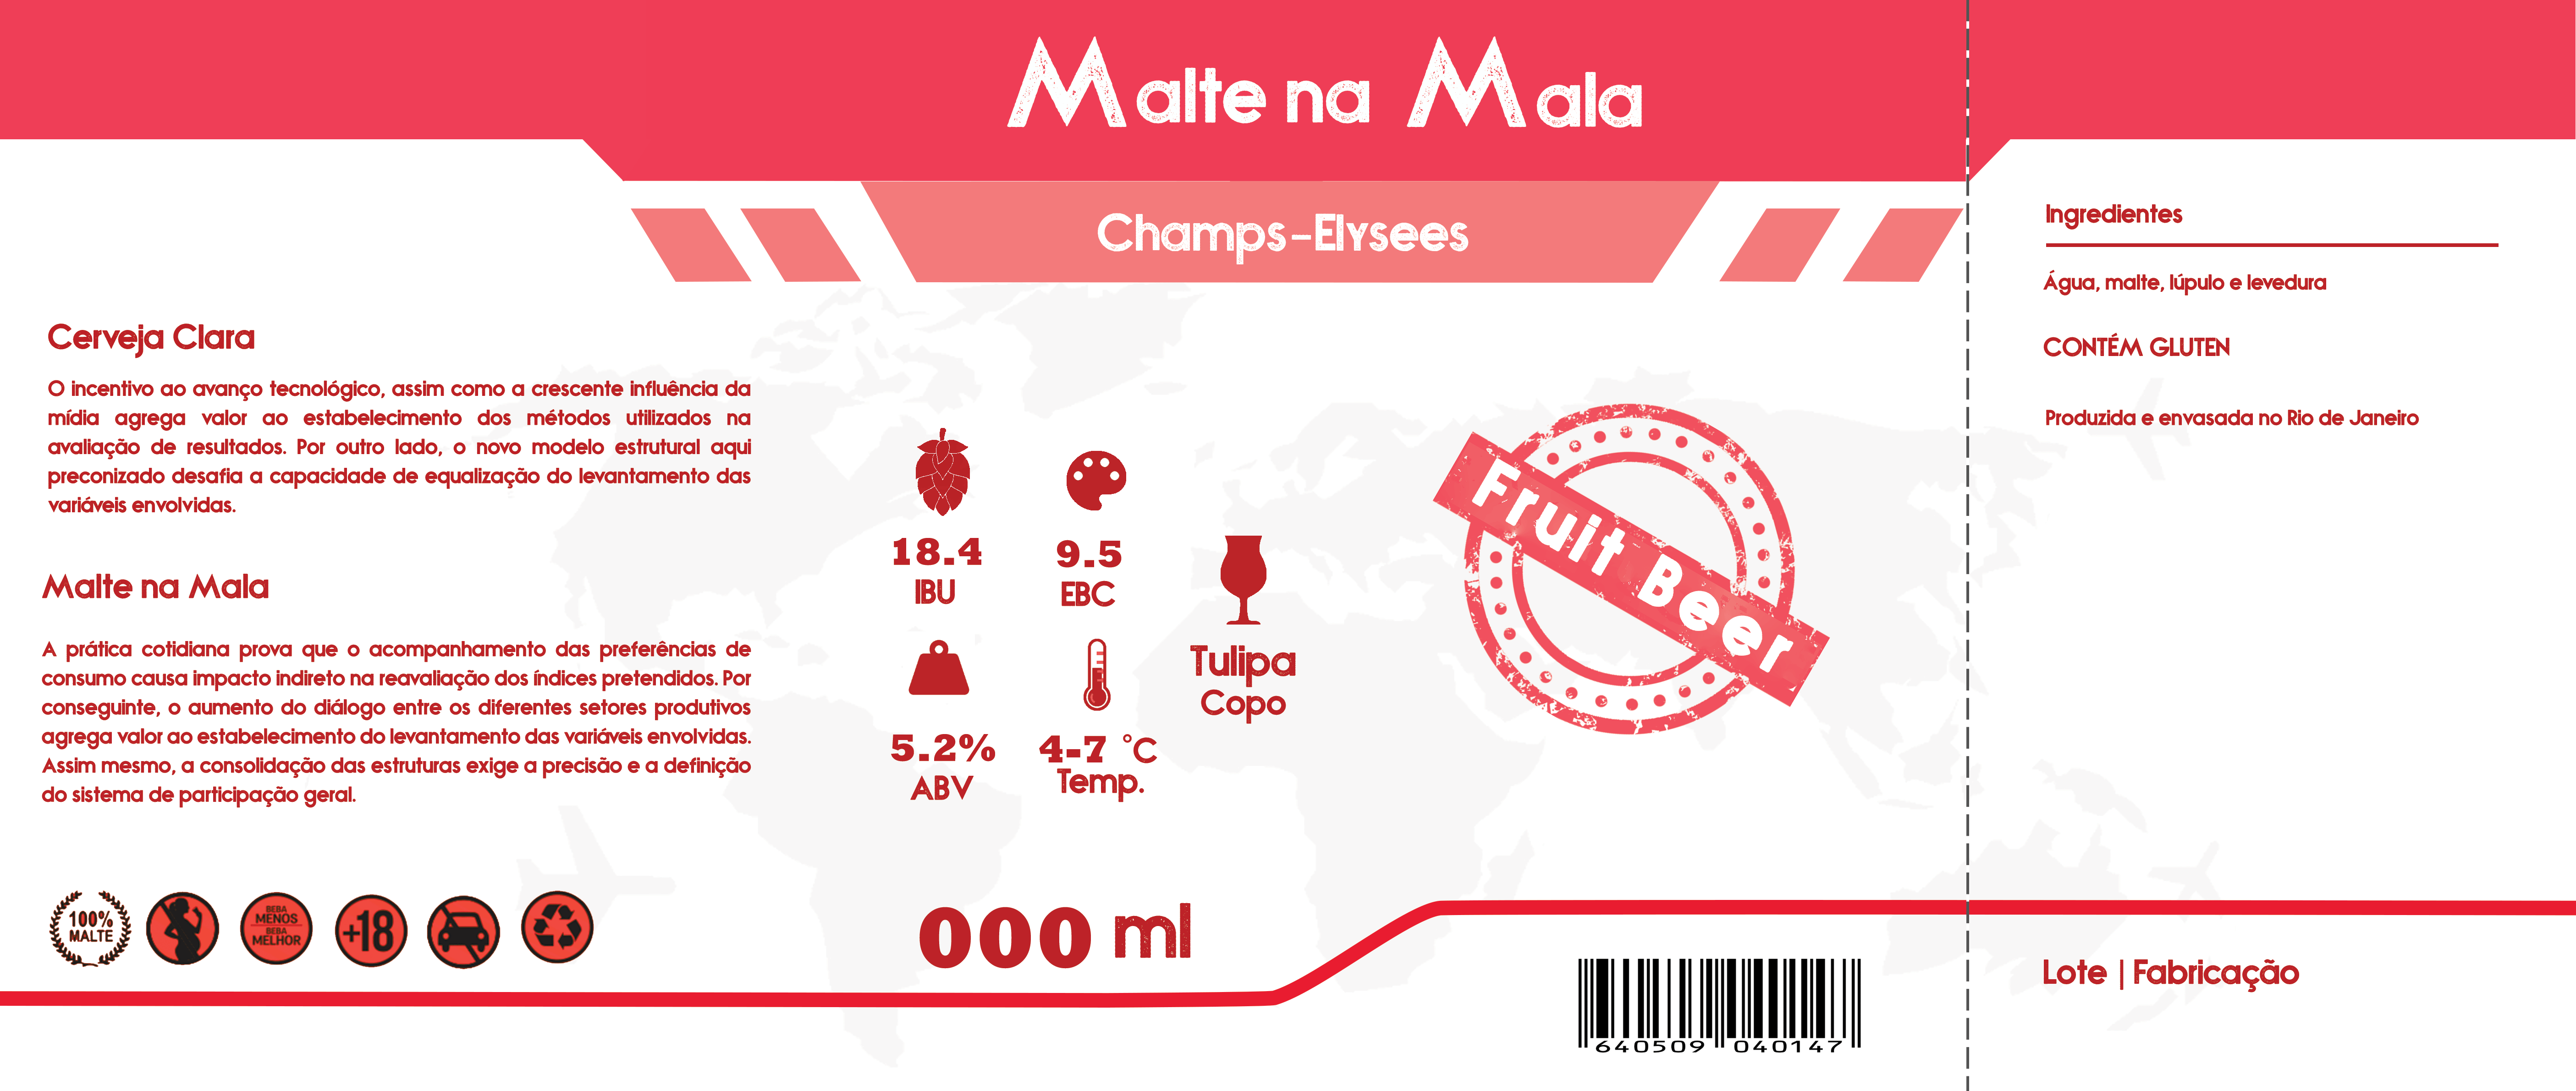 Malte na Mala
Champs-Elysees
Cerveja Clara
O incentivo ao avanço tecnológico, assim como a crescente influência da
mídia agrega valor ao estabelecimento dos métodos utilizados na
avaliação de resultados. Por outro lado, o novo modelo estrutural aqui
preconizado desafia a capacidade de equalização do levantamento das
variáveis envolvidas.
Malte na Mala
A prática cotidiana prova que o acompanhamento das preferências de
consumo causa impacto indireto na reavaliação dos índices pretendidos. Por
conseguinte, o aumento do diálogo entre os diferentes setores produtivos
agrega valor ao estabelecimento do levantamento das variáveis envolvidas.
Assim mesmo, a consolidação das estruturas exige a precisão e a definição
do sistema de participação geral.
100%
MALTE
BEBA
MENOS
BEBA
MELHOR
+18
18.4
IBU
9.5
EBC
5.2%
ABV
4-7 °C
Temp.
Tulipa
Copo
Fruit Beer
000 ml
640509 040147
Ingredientes
Água, malte, lúpulo e levedura
CONTÉM GLUTEN
Produzida e envasada no Rio de Janeiro
Lote | Fabricação